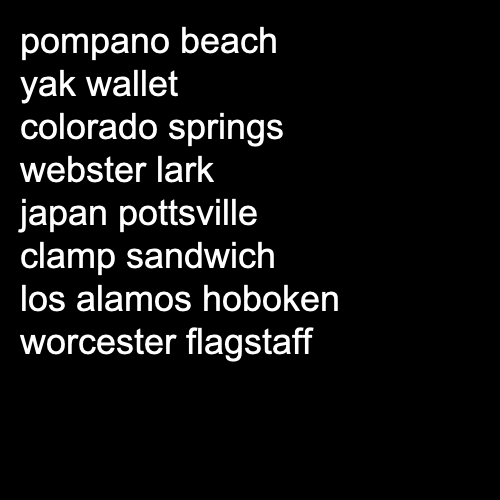 pompano beach
yak wallet
colorado springs
webster lark
japan pottsville
clamp sandwich
los alamos hoboken
worcester flagstaff